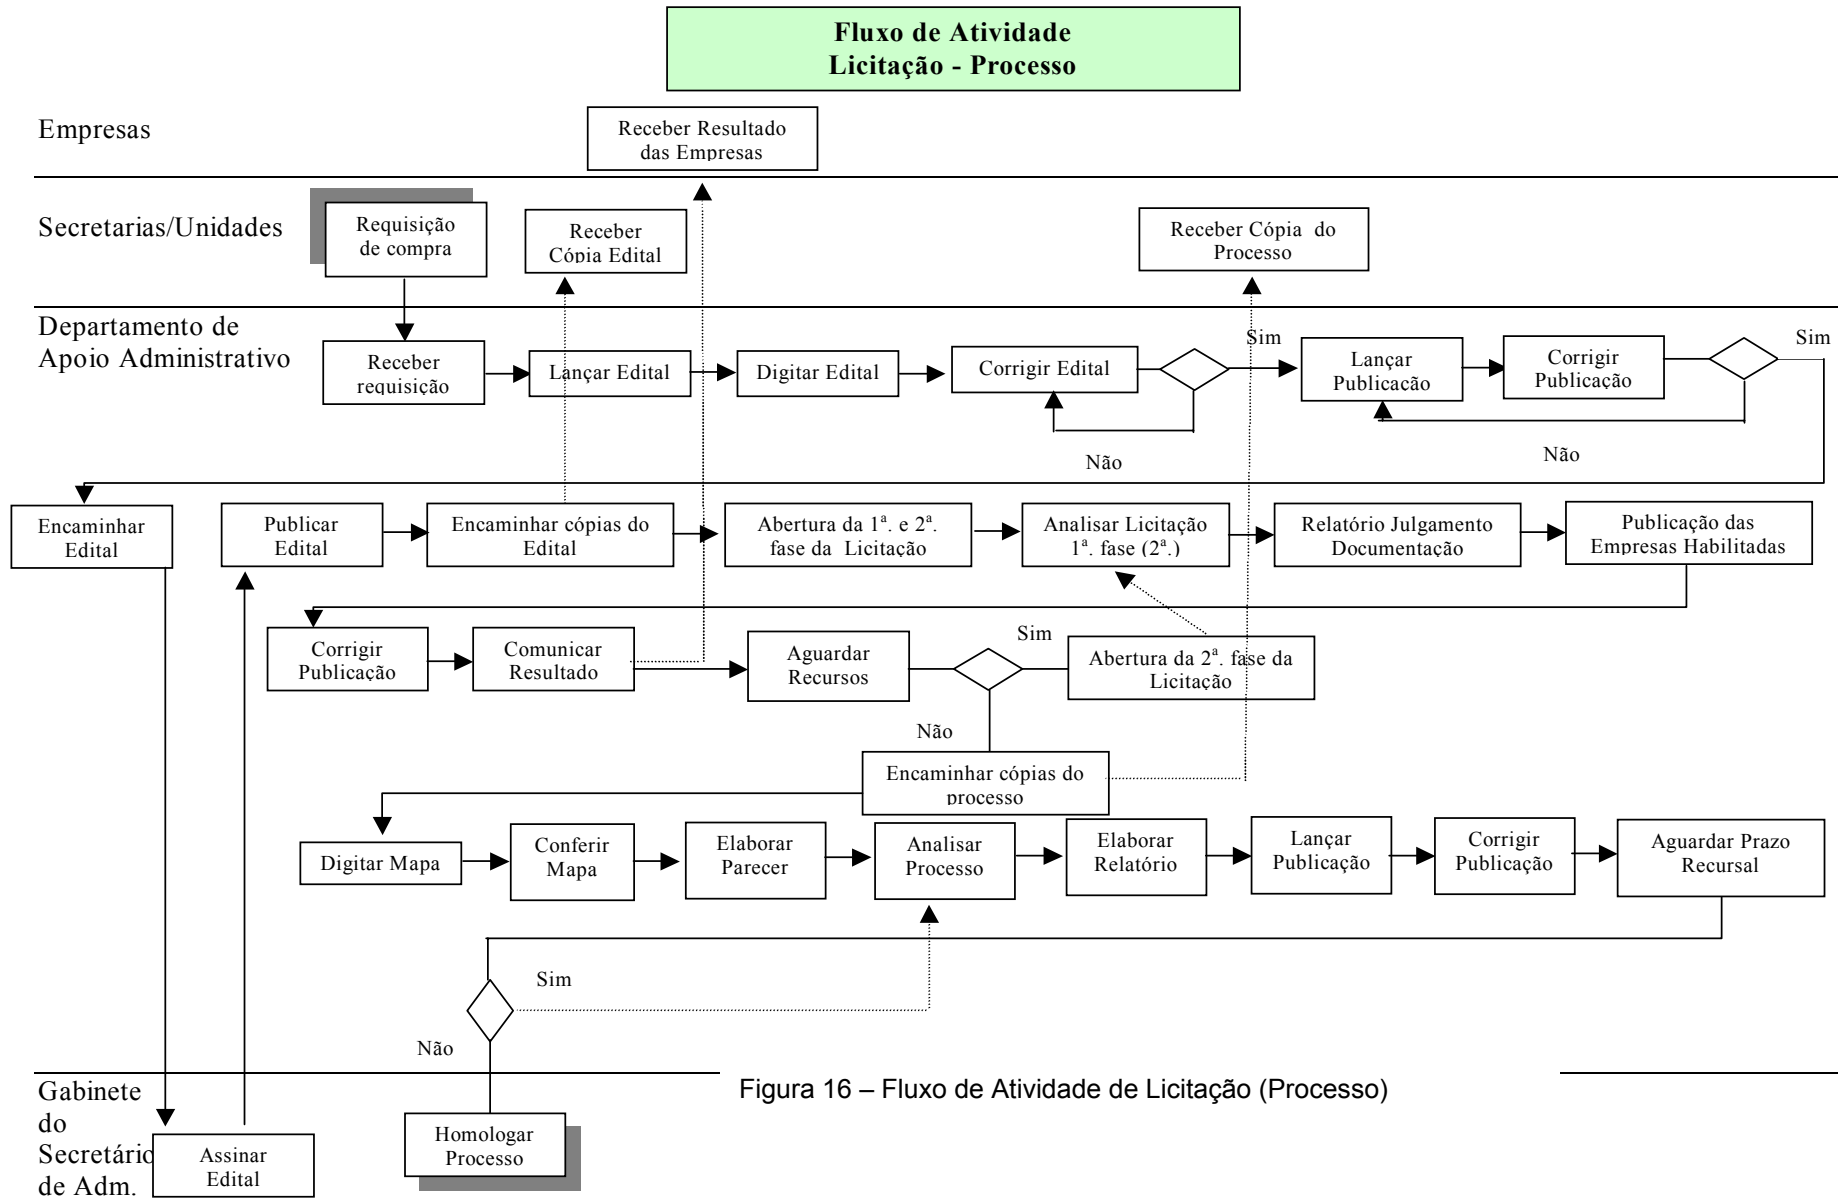 Fluxo de Atividade
Licitação - Processo
Empresas
Receber Resultado
das Empresas
Secretarias/Unidades
Requisição
de compra
Receber
Cópia Edital
Receber Cópia do
Processo
Departamento de
Apoio Administrativo
Receber
requisição
Lançar Edital
Digitar Edital
Corrigir Edital
Sim
Não
Lançar
Publicação
Corrigir
Publicação
Sim
Não
Encaminhar
Edital
Publicar
Edital
Encaminhar cópias do
Edital
Abertura da 1ª. e 2ª.
fase da Licitação
Analisar Licitação
1ª. fase (2ª.)
Relatório Julgamento
Documentação
Publicação das
Empresas Habilitadas
Corrigir
Publicação
Comunicar
Resultado
Aguardar
Recursos
Sim
Abertura da 2ª. fase da
Licitação
Não
Encaminhar cópias do
processo
Digitar Mapa
Conferir
Mapa
Elaborar
Parecer
Analisar
Processo
Elaborar
Relatório
Lançar
Publicação
Corrigir
Publicação
Aguardar Prazo
Recursal
Sim
Não
Gabinete
do
Secretário
de Adm.
Assinar
Edital
Homologar
Processo
Figura 16 – Fluxo de Atividade de Licitação (Processo)